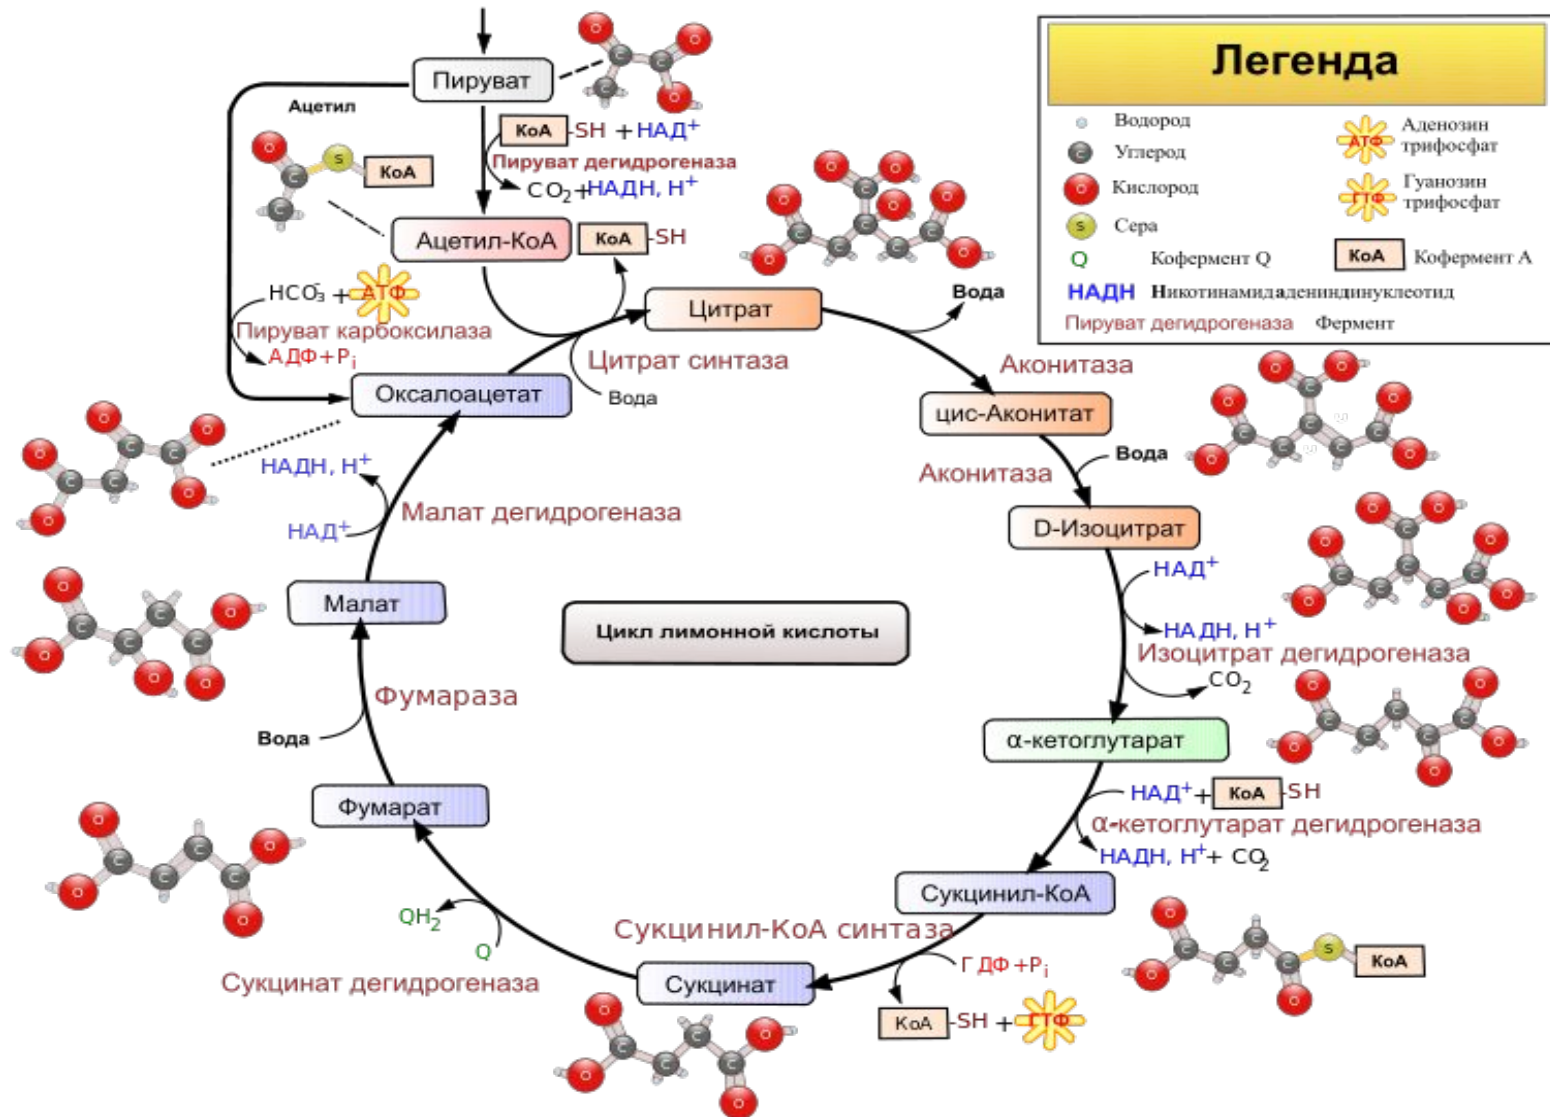 Пируват
Ацетил
КоА-SH + НАД⁺
Пируват дегидрогеназа
CO₂+НАДН, H⁺
S
КоА
Ацетил-КоА
КоА-SH
HCO₃⁻ + АТФ
Пируват карбоксилаза
АДФ+Pᵢ
Оксалоацетат
Цитрат
Цитрат синтаза
Вода
Вода
Аконитаза
цис-Аконитат
Аконитаза
Вода
D-Изоцитрат
НАД⁺
НАДН, H⁺
Изоцитрат дегидрогеназа
CO₂
α-кетоглутарат
НАД⁺+КоА-SH
α-кетоглутарат дегидрогеназа
НАДН, H⁺+ CO₂
Сукцинил-КоА
Сукцинил-КоА синтаза
ГДФ+Pᵢ
КоА-SH + ГТФ
S
КоА
Сукцинат
QH₂
Q
Сукцинат дегидрогеназа
Фумарат
Вода
Фумараза
Малат
НАДН, H⁺
НАД⁺
Малат дегидрогеназа
Цикл лимонной кислоты
Легенда
Водород
C Углерод
O Кислород
S Сера
Q Кофермент Q
НАДН Никотинамидадениндинуклеотид
Пируват дегидрогеназа Фермент
АТФ Аденозин
трифосфат
ГТФ Гуанозин
трифосфат
КоА Кофермент А